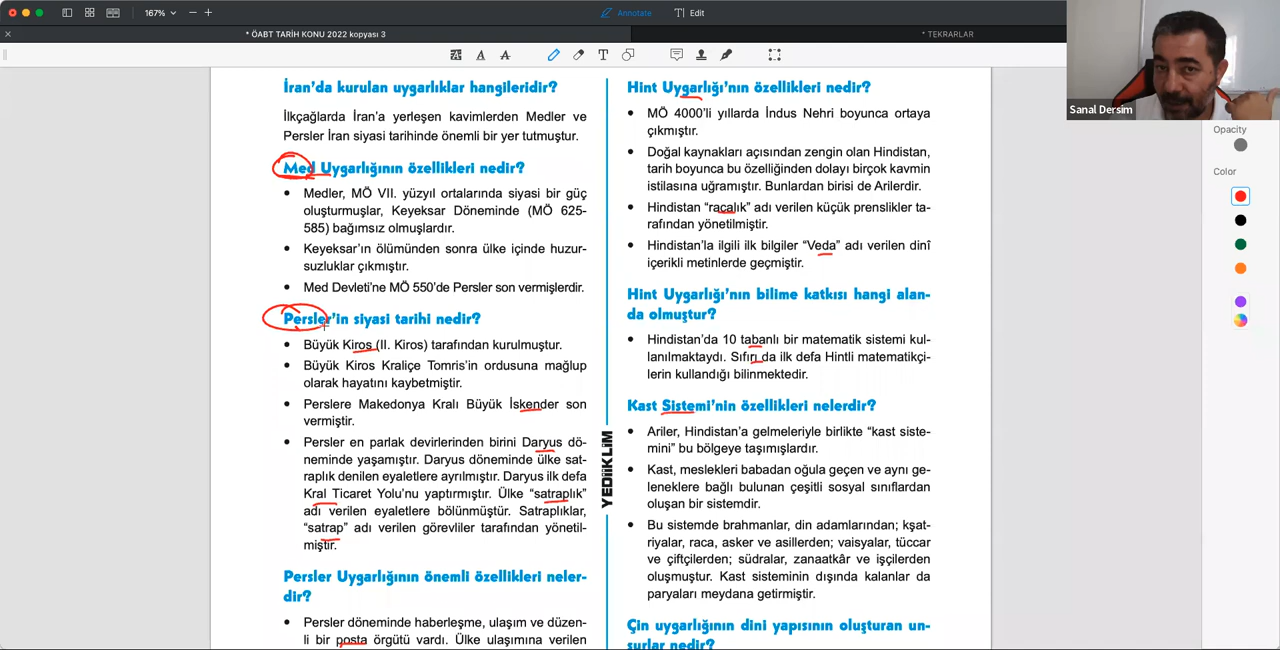 167%
Annotate
Edit
* ÖABT TARİH KONU 2022 kopyası 3
* TEKRARLAR
Sanal Dersim
Opacity
Color
İran’da kurulan uygarlıklar hangileridir?
İlkçağlarda İran’a yerleşen kavimlerden Medler ve
Persler İran siyasi tarihinde önemli bir yer tutmuştur.
Med Uygarlığının özellikleri nedir?
• Medler, MÖ VII. yüzyıl ortalarında siyasi bir güç
oluşturmuşlar, Keyeksar Döneminde (MÖ 625-
585) bağımsız olmuşlardır.
• Keyeksar’ın ölümünden sonra ülke içinde huzur-
suzluklar çıkmıştır.
• Med Devleti’ne MÖ 550’de Persler son vermişlerdir.
Persler’in siyasi tarihi nedir?
• Büyük Kiros (II. Kiros) tarafından kurulmuştur.
• Büyük Kiros Kraliçe Tomris’in ordusuna mağlup
olarak hayatını kaybetmiştir.
• Perslere Makedonya Kralı Büyük İskender son
vermiştir.
• Persler en parlak devirlerinden birini Daryus dö-
neminde yaşamıştır. Daryus döneminde ülke sat-
raplık denilen eyaletlere ayrılmıştır. Daryus ilk defa
Kral Ticaret Yolu’nu yaptırmıştır. Ülke “satraplık”
adı verilen eyaletlere bölünmüştür. Satraplıklar,
“satrap” adı verilen görevliler tarafından yönetil-
miştir.
Persler Uygarlığının önemli özellikleri neler-
dir?
• Persler döneminde haberleşme, ulaşım ve düzen-
li bir posta örgütü vardı. Ülke ulaşımına verilen
YEDİİKLİM
Hint Uygarlığı’nın özellikleri nedir?
• MÖ 4000’li yıllarda İndus Nehri boyunca ortaya
çıkmıştır.
• Doğal kaynakları açısından zengin olan Hindistan,
tarih boyunca bu özelliğinden dolayı birçok kavmin
istilasına uğramıştır. Bunlardan birisi de Arilerdir.
• Hindistan “racalık” adı verilen küçük prenslikler ta-
rafından yönetilmiştir.
• Hindistan’la ilgili ilk bilgiler “Veda” adı verilen dinî
içerikli metinlerde geçmiştir.
Hint Uygarlığı’nın bilime katkısı hangi alan-
da olmuştur?
• Hindistan’da 10 tabanlı bir matematik sistemi kul-
lanılmaktaydı. Sıfırı da ilk defa Hintli matematikçi-
lerin kullandığı bilinmektedir.
Kast Sistemi’nin özellikleri nelerdir?
• Ariler, Hindistan’a gelmeleriyle birlikte “kast siste-
mini” bu bölgeye taşımışlardır.
• Kast, meslekleri babadan oğula geçen ve aynı ge-
leneklere bağlı bulunan çeşitli sosyal sınıflardan
oluşan bir sistemdir.
• Bu sistemde brahmanlar, din adamlarından; kşat-
riyalar, raca, asker ve asillerden; vaisyalar, tüccar
ve çiftçilerden; südralar, zanaatkâr ve işçilerden
oluşmuştur. Kast sisteminin dışında kalanlar da
paryaları meydana getirmiştir.
Çin uygarlığının dini yapısının oluşturan un-
surlar nedir?